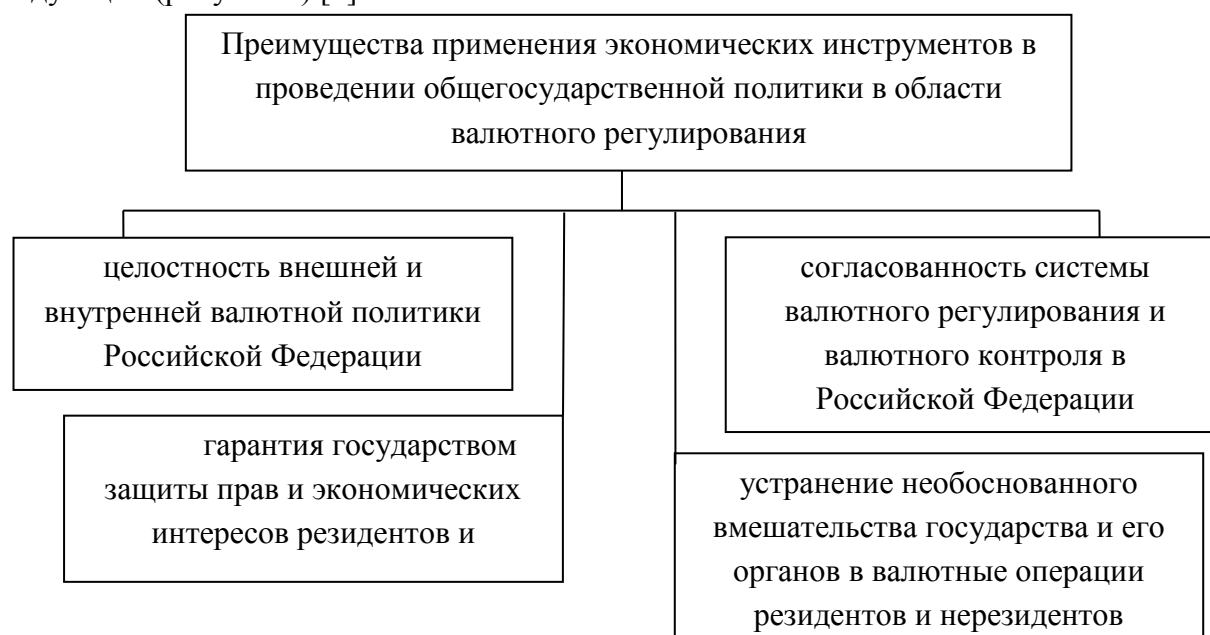 Преимущества применения экономических инструментов в
проведении общегосударственной политики в области
валютного регулирования
целостность внешней и
внутренней валютной политики
Российской Федерации
согласованность системы
валютного регулирования и
валютного контроля в
Российской Федерации
гарантия государством
защиты прав и экономических
интересов резидентов и
устранение необоснованного
вмешательства государства и его
органов в валютные операции
резидентов и нерезидентов